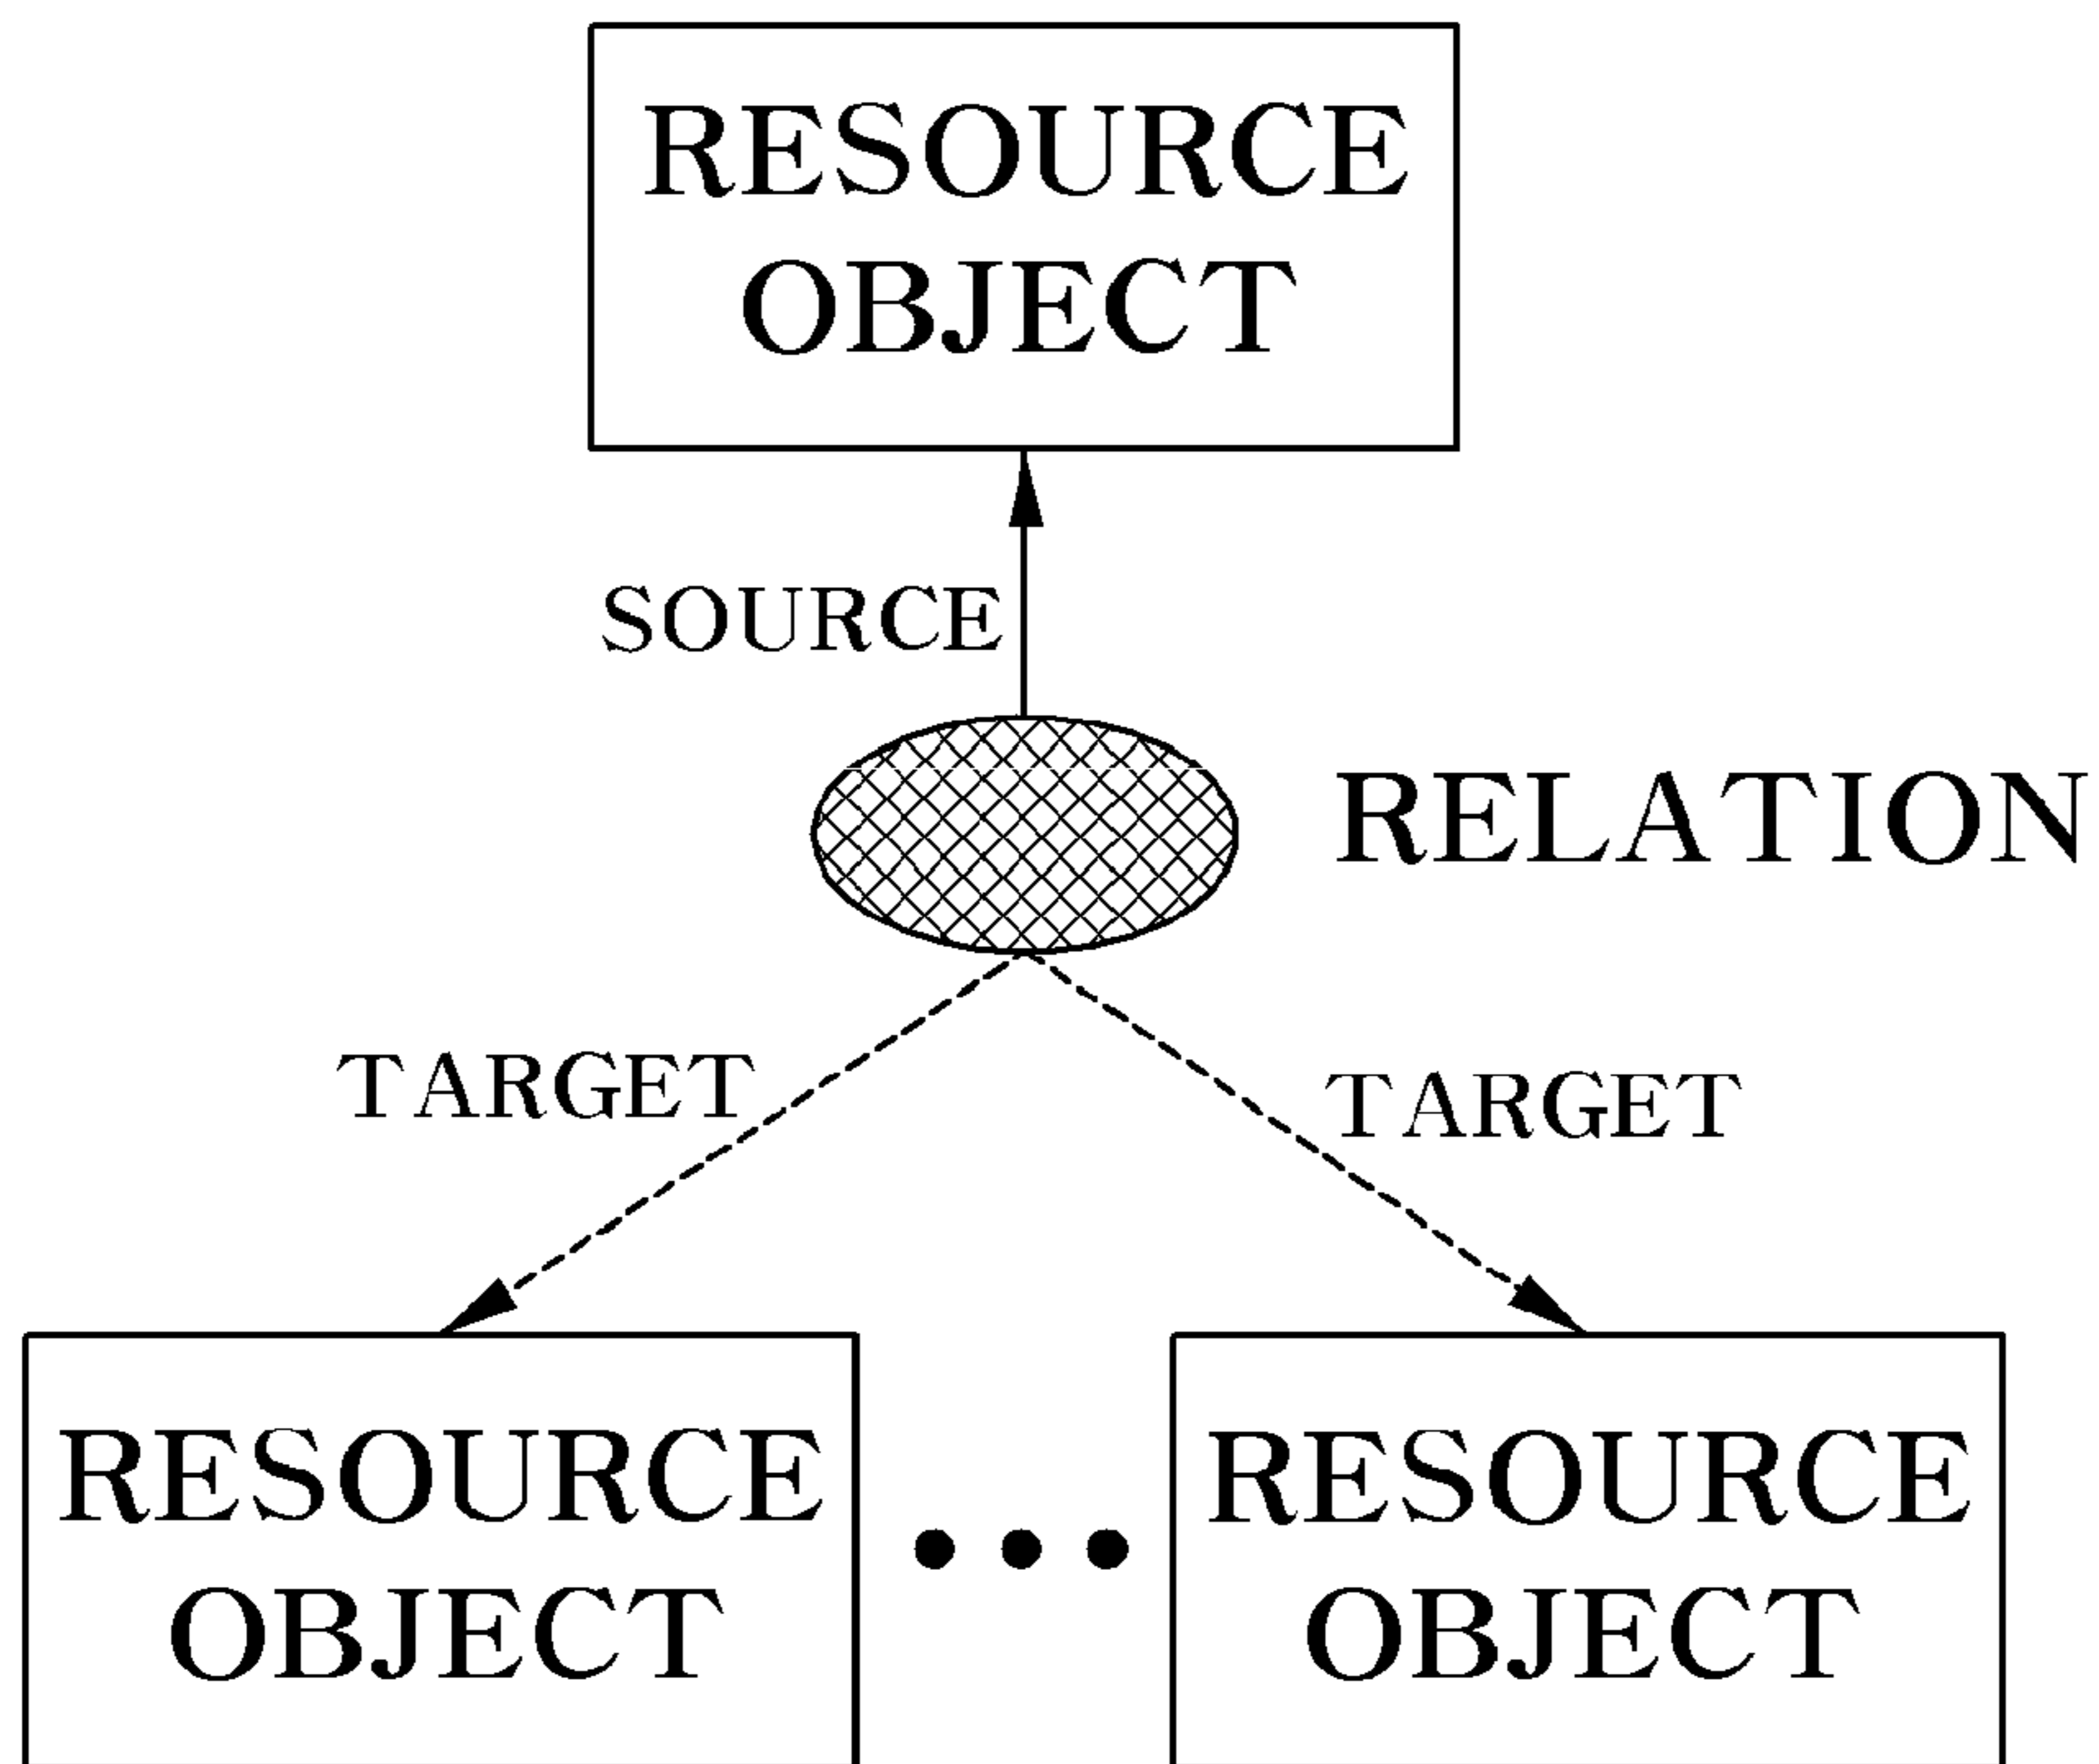 RESOURCE
OBJECT
SOURCE
RELATION
TARGET
TARGET
RESOURCE
OBJECT
RESOURCE
OBJECT